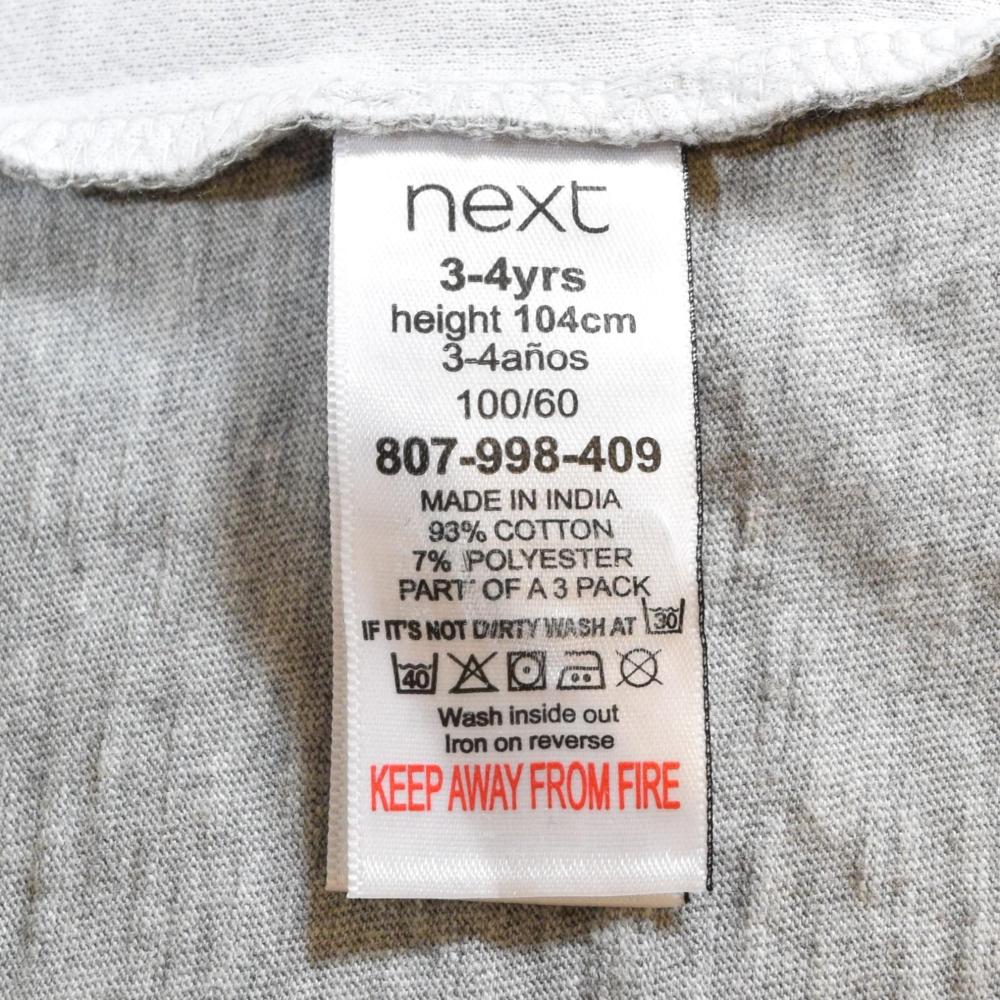 next
3-4yrs
height 104cm
3-4años
100/60
807-998-409
MADE IN INDIA
93% COTTON
7% POLYESTER
PART OF A 3 PACK
IF IT'S NOT DIRTY WASH AT 30
40
Wash inside out
Iron on reverse
KEEP AWAY FROM FIRE